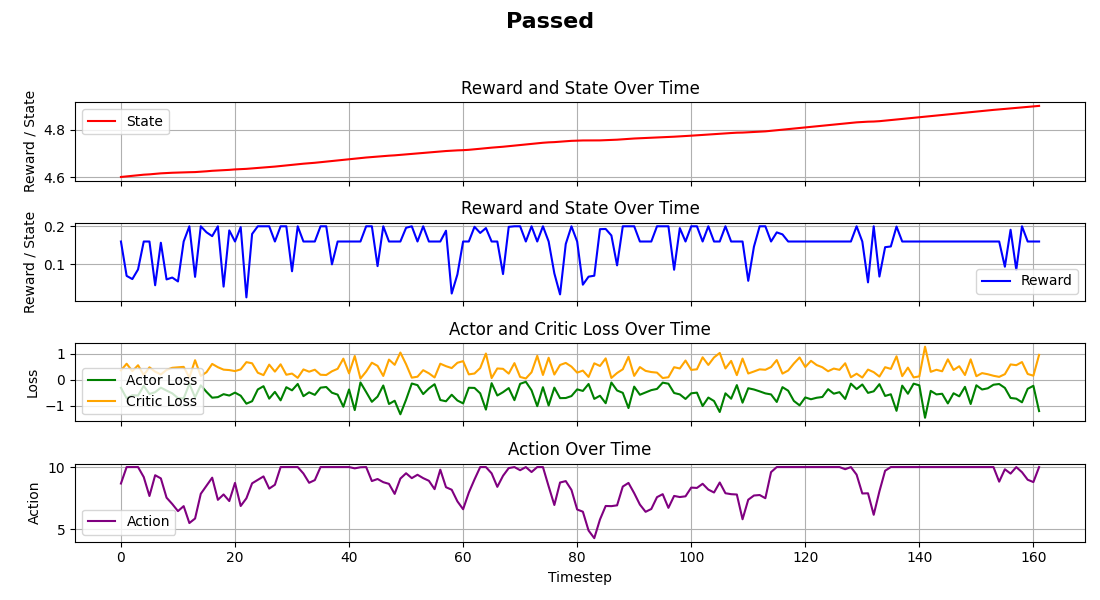 Passed
Reward and State Over Time
Reward / State
4.8
4.6
State
Reward and State Over Time
Reward / State
0.2
0.1
Reward
Actor and Critic Loss Over Time
Loss
1
0
−1
Actor Loss
Critic Loss
Action Over Time
Action
10
5
Action
0 20 40 60 80 100 120 140 160
Timestep